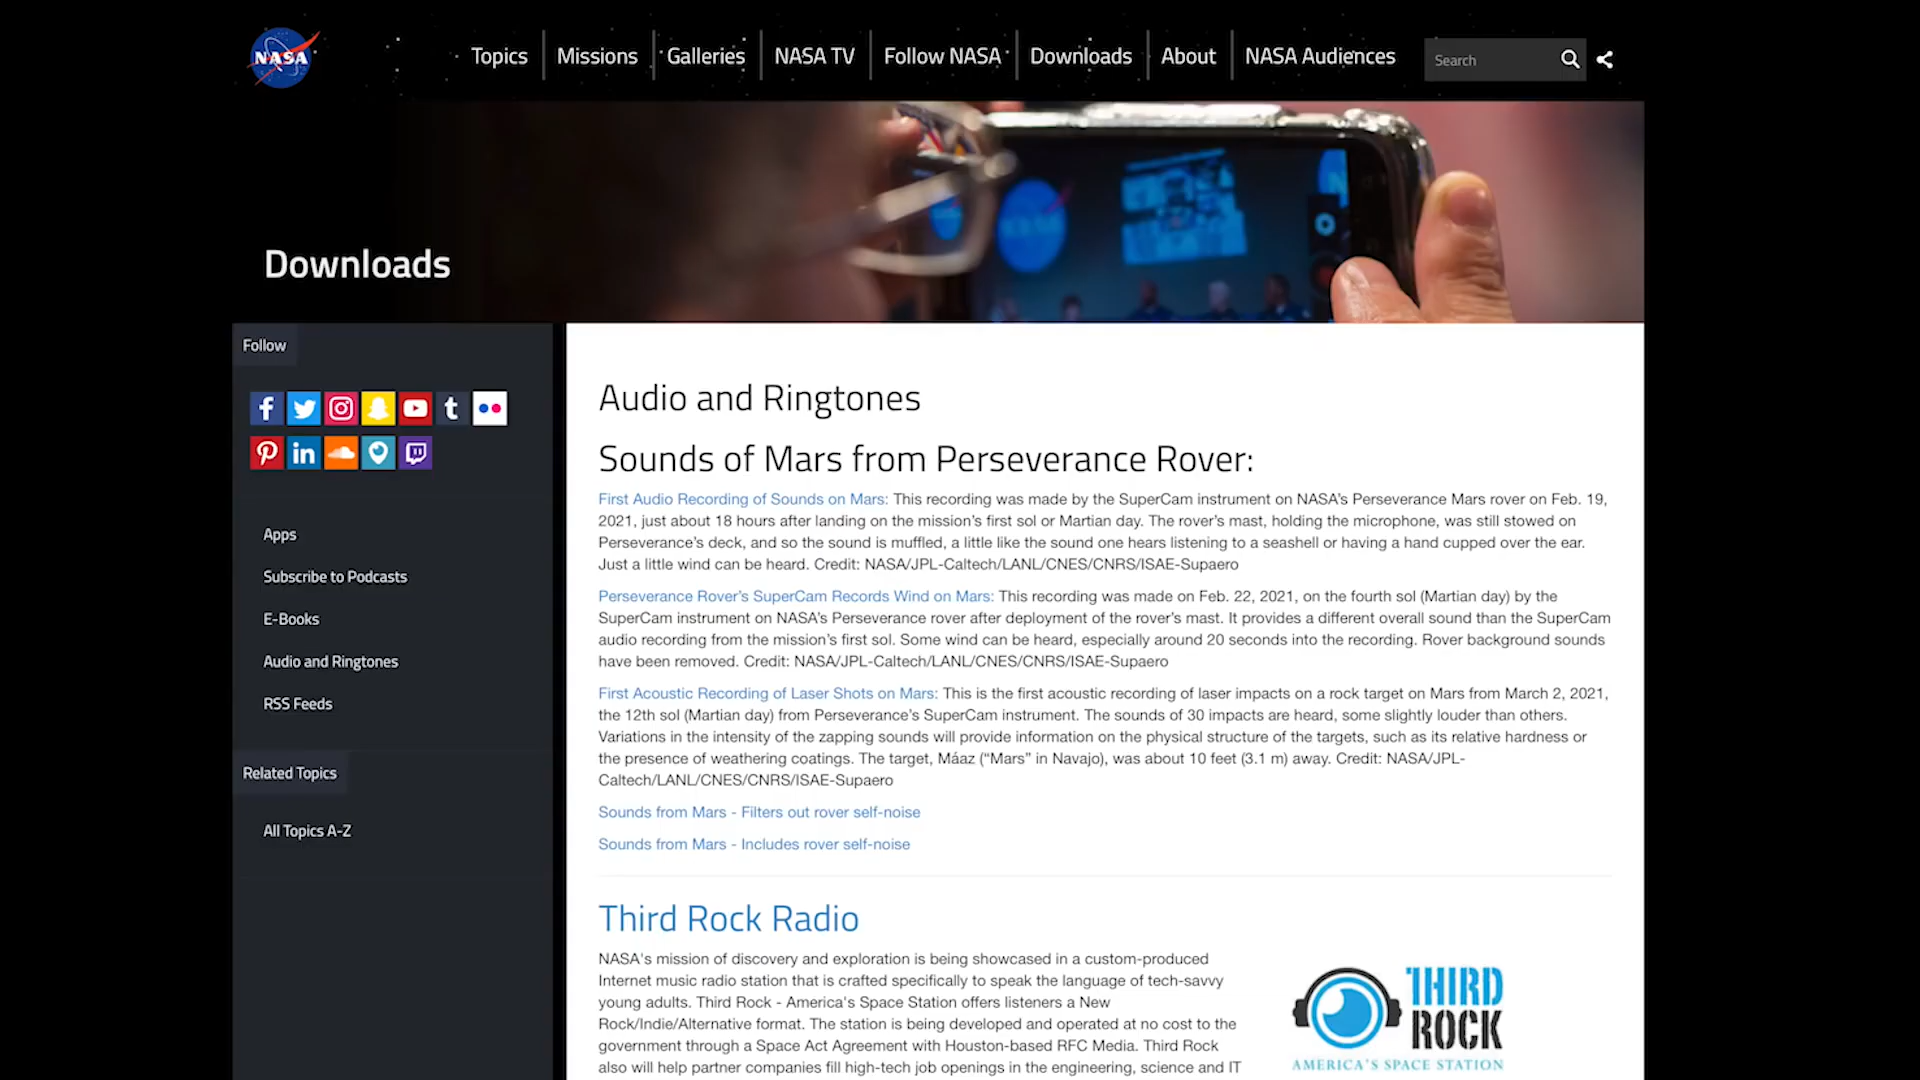 NASA
Topics
Missions
Galleries
NASA TV
Follow NASA
Downloads
About
NASA Audiences
Search
Downloads
Follow
Apps
Subscribe to Podcasts
E-Books
Audio and Ringtones
RSS Feeds
Related Topics
All Topics A-Z
Audio and Ringtones
Sounds of Mars from Perseverance Rover:
First Audio Recording of Sounds on Mars: This recording was made by the SuperCam instrument on NASA’s Perseverance Mars rover on Feb. 19,
2021, just about 18 hours after landing on the mission’s first sol or Martian day. The rover’s mast, holding the microphone, was still stowed on
Perseverance’s deck, and so the sound is muffled, a little like the sound one hears listening to a seashell or having a hand cupped over the ear.
Just a little wind can be heard. Credit: NASA/JPL-Caltech/LANL/CNES/CNRS/ISAE-Supaero
Perseverance Rover’s SuperCam Records Wind on Mars: This recording was made on Feb. 22, 2021, on the fourth sol (Martian day) by the
SuperCam instrument on NASA’s Perseverance rover after deployment of the rover’s mast. It provides a different overall sound than the SuperCam
audio recording from the mission’s first sol. Some wind can be heard, especially around 20 seconds into the recording. Rover background sounds
have been removed. Credit: NASA/JPL-Caltech/LANL/CNES/CNRS/ISAE-Supaero
First Acoustic Recording of Laser Shots on Mars: This is the first acoustic recording of laser impacts on a rock target on Mars from March 2, 2021,
the 12th sol (Martian day) from Perseverance’s SuperCam instrument. The sounds of 30 impacts are heard, some slightly louder than others.
Variations in the intensity of the zapping sounds will provide information on the physical structure of the targets, such as its relative hardness or
the presence of weathering coatings. The target, Máaz (“Mars” in Navajo), was about 10 feet (3.1 m) away. Credit: NASA/JPL-
Caltech/LANL/CNES/CNRS/ISAE-Supaero
Sounds from Mars - Filters out rover self-noise
Sounds from Mars - Includes rover self-noise
Third Rock Radio
NASA's mission of discovery and exploration is being showcased in a custom-produced
Internet music radio station that is crafted specifically to speak the language of tech-savvy
young adults. Third Rock - America's Space Station offers listeners a New
Rock/Indie/Alternative format. The station is being developed and operated at no cost to the
government through a Space Act Agreement with Houston-based RFC Media. Third Rock
also will help partner companies fill high-tech job openings in the engineering, science and IT
THIRD
ROCK
AMERICA'S SPACE STATION